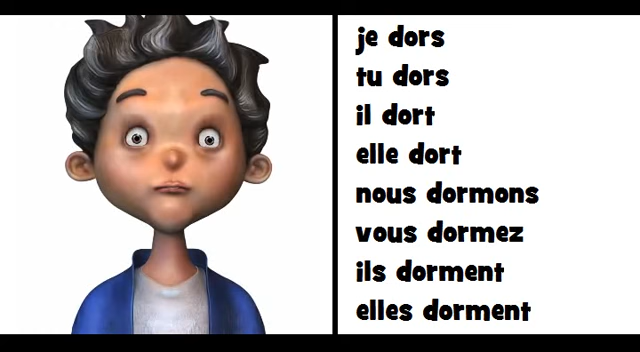 je dors
tu dors
il dort
elle dort
nous dormons
vous dormez
ils dorment
elles dorment